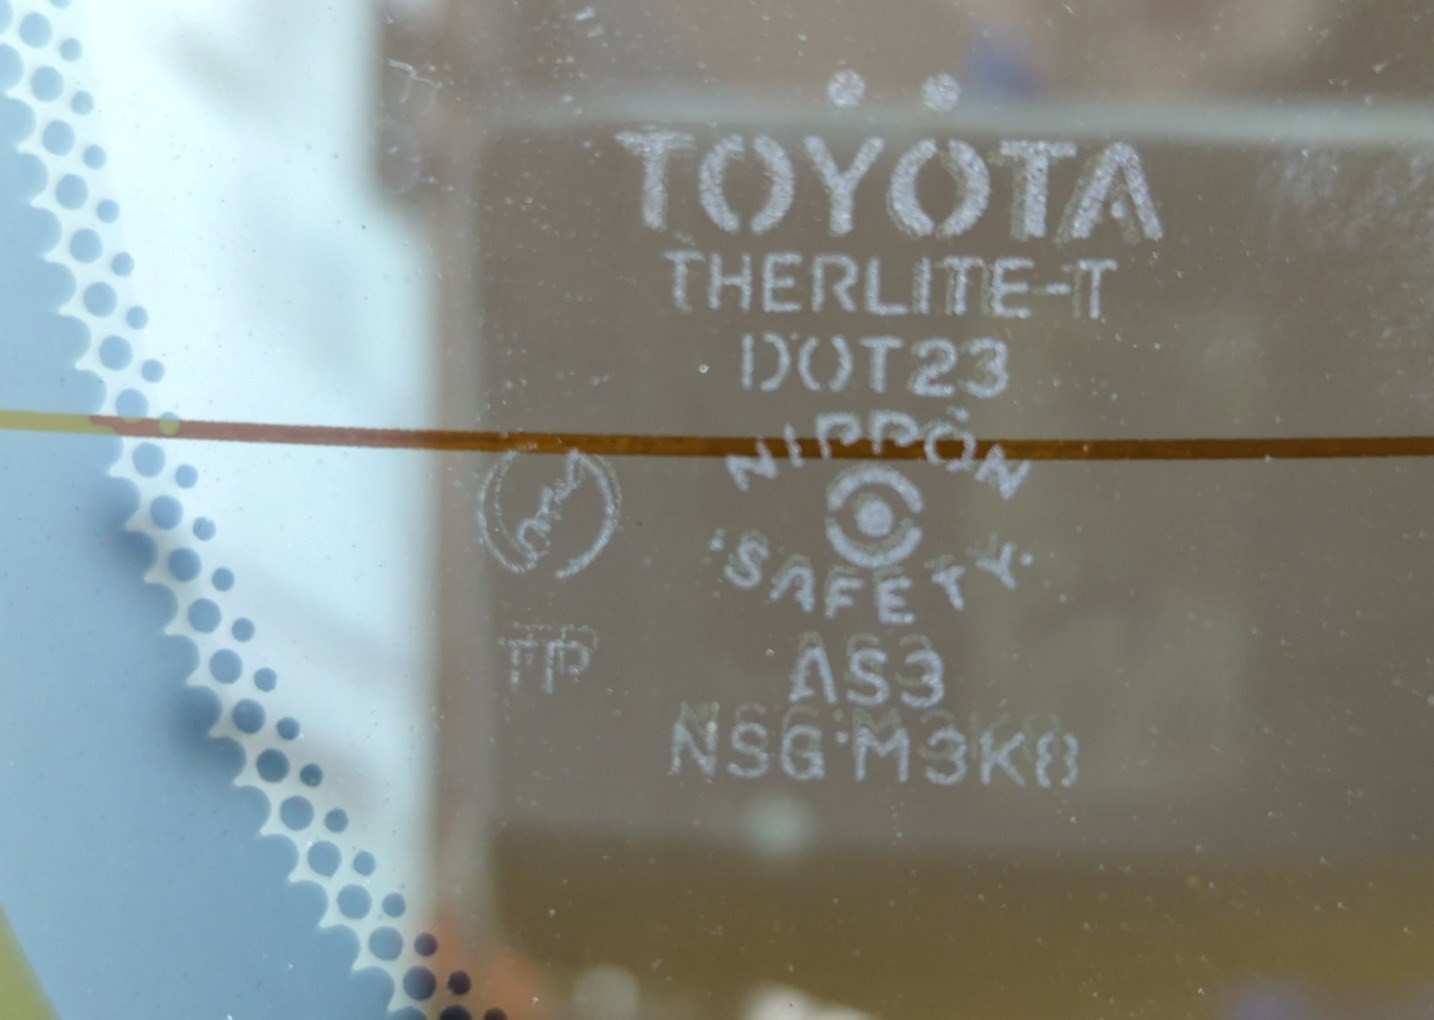 TOYOTA
THERLITE-T
DOT23
NIPPON
SAFETY
TP
AS3
NSG·M3K8